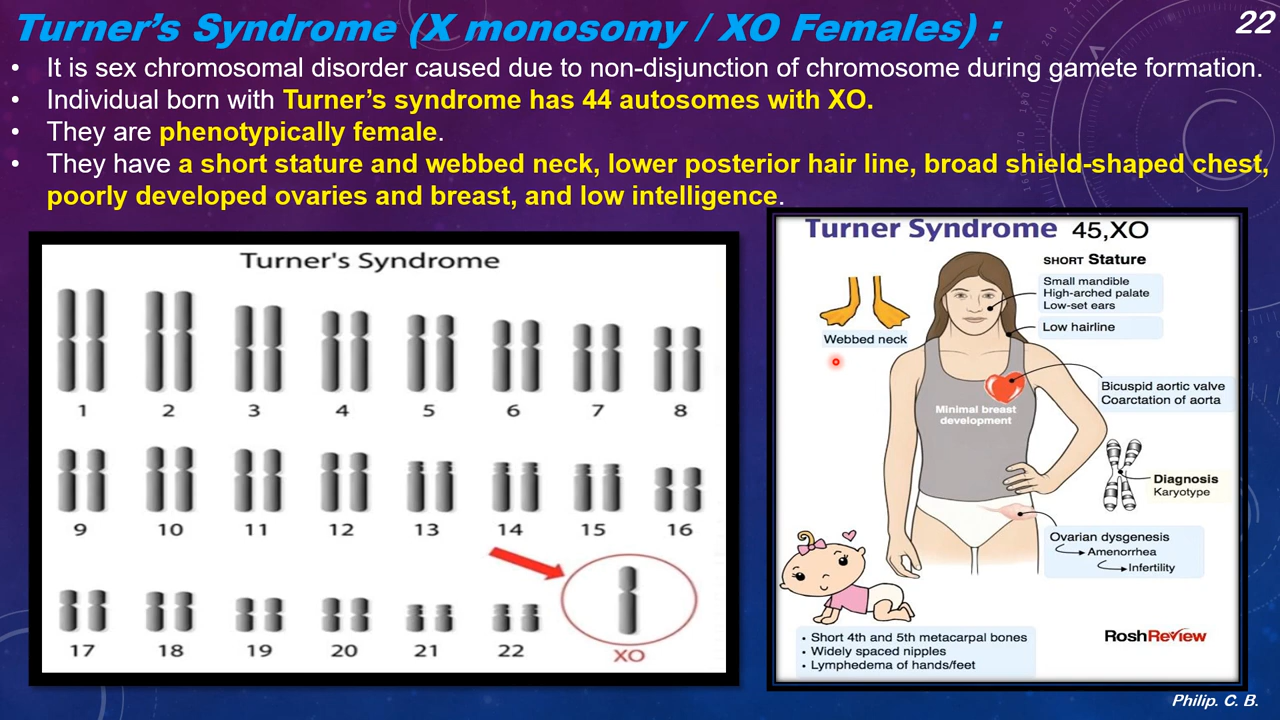 Turner's Syndrome (X monosomy / XO Females) :
22
• It is sex chromosomal disorder caused due to non-disjunction of chromosome during gamete formation.
• Individual born with Turner's syndrome has 44 autosomes with XO.
• They are phenotypically female.
• They have a short stature and webbed neck, lower posterior hair line, broad shield-shaped chest,
poorly developed ovaries and breast, and low intelligence.
Turner's Syndrome
1 2 3 4 5 6 7 8
9 10 11 12 13 14 15 16
17 18 19 20 21 22 XO
Turner Syndrome 45,XO
SHORT Stature
Small mandible
High-arched palate
Low-set ears
Low hairline
Webbed neck
Bicuspid aortic valve
Coarctation of aorta
Minimal breast
development
Diagnosis
Karyotype
Ovarian dysgenesis
Amenorrhea
Infertility
• Short 4th and 5th metacarpal bones
• Widely spaced nipples
• Lymphedema of hands/feet
RoshReview
Philip. C. B.